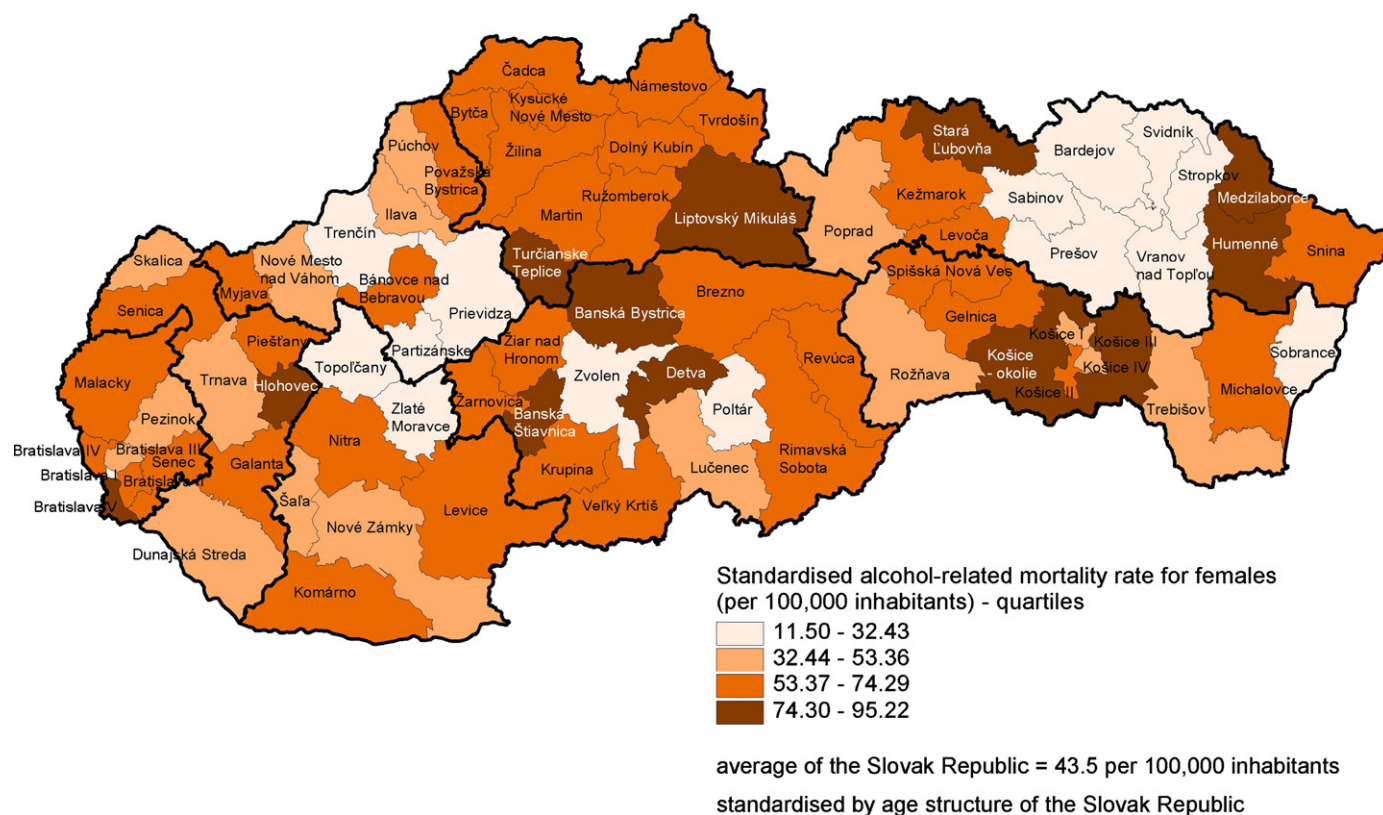 Čadca
Námestovo
Bytča
Kysucké
Nové Mesto
Tvrdošín
Stará
Ľubovňa
Svidník
Púchov
Žilina
Dolný Kubín
Bardejov
Považská
Bystrica
Stropkov
Kežmarok
Sabinov
Medzilaborce
Ružomberok
Ilava
Martin
Liptovský Mikuláš
Trenčín
Poprad
Levoča
Humenné
Snina
Skalica
Nové Mesto
nad Váhom
Turčianske
Teplice
Prešov
Vranov
nad Topľou
Bánovce nad
Bebravou
Spišská Nová Ves
Myjava
Brezno
Senica
Prievidza
Banská Bystrica
Gelnica
Piešťany
Partizánske
Žiar nad
Hronom
Košice I
Košice III
Sobrance
Topoľčany
Revúca
Košice
- okolie
Trnava
Hlohovec
Zvolen
Detva
Rožňava
Košice IV
Malacky
Žarnovica
Košice II
Michalovce
Zlaté
Moravce
Banská
Štiavnica
Poltár
Trebišov
Pezinok
Nitra
Bratislava IV
Bratislava III
Rimavská
Sobota
Senec
Galanta
Krupina
Lučenec
Bratislava I
Bratislava II
Šaľa
Bratislava V
Veľký Krtíš
Levice
Nové Zámky
Dunajská Streda
Komárno
Standardised alcohol-related mortality rate for females
(per 100,000 inhabitants) - quartiles
11.50 - 32.43
32.44 - 53.36
53.37 - 74.29
74.30 - 95.22
average of the Slovak Republic = 43.5 per 100,000 inhabitants
standardised by age structure of the Slovak Republic